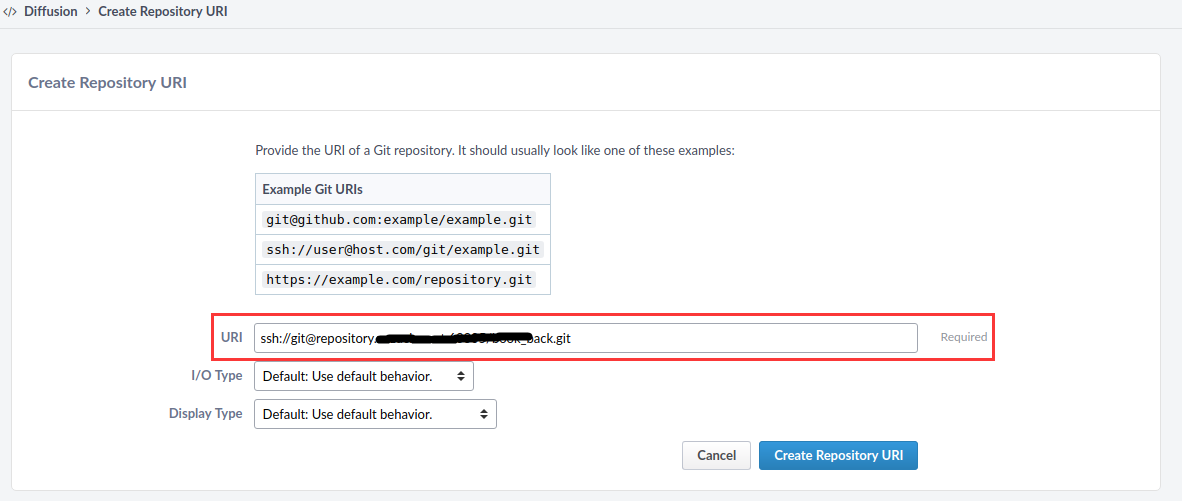 </> Diffusion > Create Repository URI
Create Repository URI
Provide the URI of a Git repository. It should usually look like one of these examples:
Example Git URIs
git@github.com:example/example.git
ssh://user@host.com/git/example.git
https://example.com/repository.git
URI ssh://git@repository. back.git Required
I/O Type Default: Use default behavior.
Display Type Default: Use default behavior.
Cancel Create Repository URI